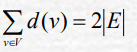 ∑ d(v) = 2|E|
v∈V